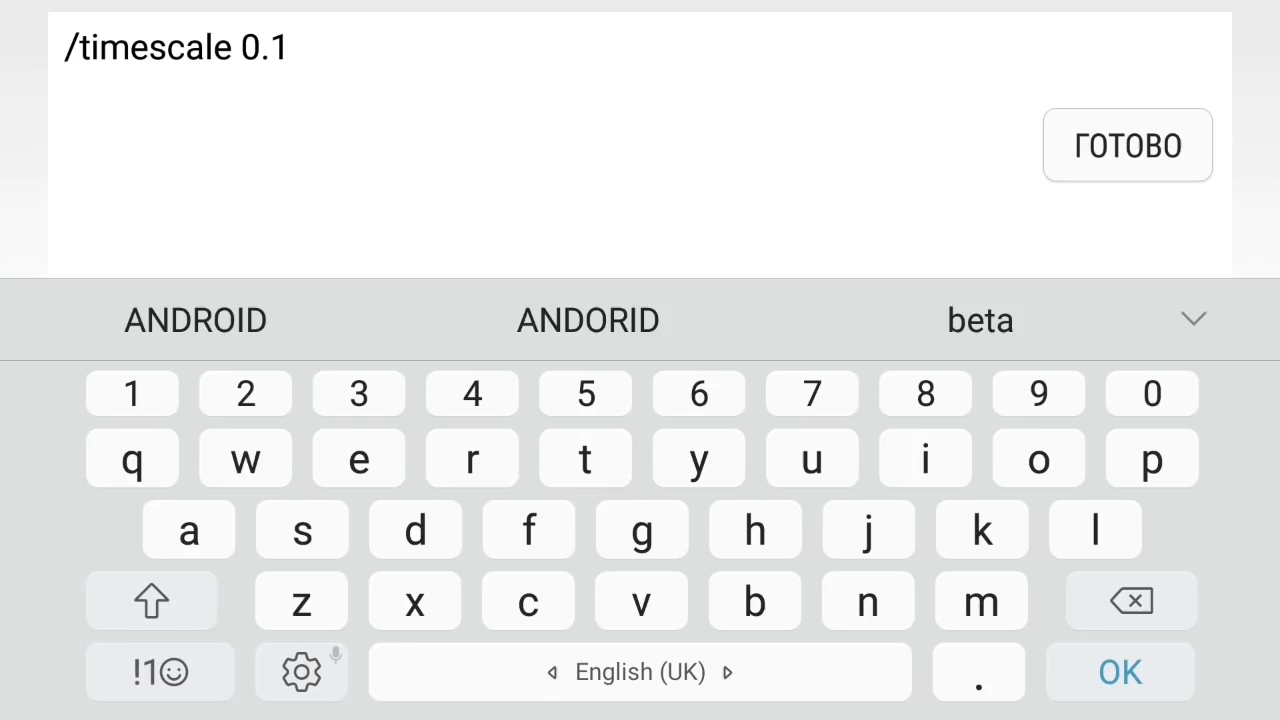 /timescale 0.1
ГОТОВО
ANDROID ANDORID beta
1 2 3 4 5 6 7 8 9 0
q w e r t y u i o p
a s d f g h j k l
z x c v b n m
!1☺ English (UK) . OK